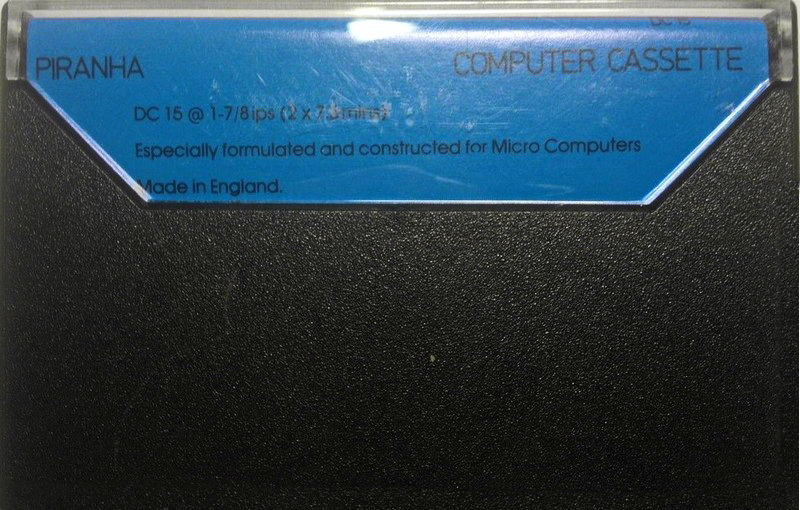 PIRANHA COMPUTER CASSETTE
DC 15 @ 1-7/8 ips (2 x 7.5 mins)
Especially formulated and constructed for Micro Computers
Made in England.